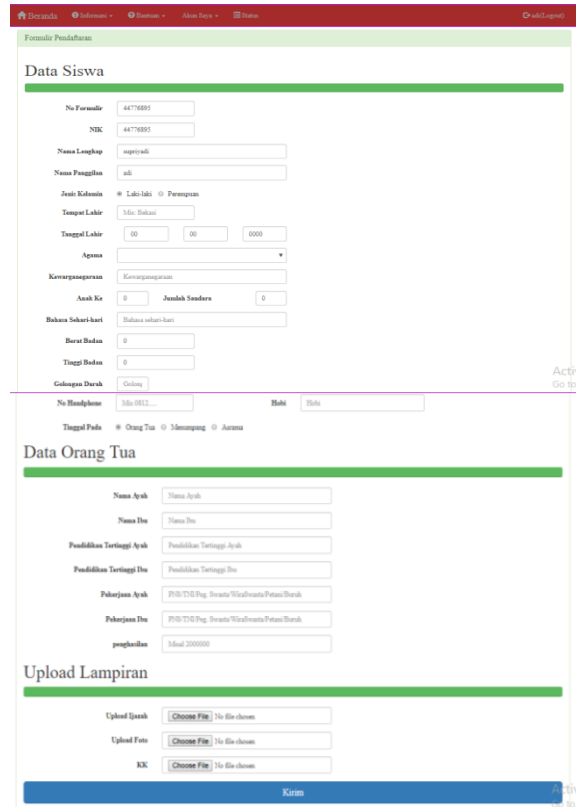 Beranda Informasi Bantuan Akun Saya Status adi(Logout)
Formulir Pendaftaran
Data Siswa
No Formulir 44776895
NIK 44776895
Nama Lengkap supriyadi
Nama Panggilan adi
Jenis Kelamin Laki-laki Perempuan
Tempat Lahir Mis: Bekasi
Tanggal Lahir 00 00 0000
Agama
Kewarganegaraan Kewarganegaraan
Anak Ke 0 Jumlah Saudara 0
Bahasa Sehari-hari Bahasa sehari-hari
Berat Badan 0
Tinggi Badan 0
Golongan Darah Golong
Activ
Go to
No Handphone Mis 0812.... Hobi Hobi
Tinggal Pada Orang Tua Menumpang Asrama
Data Orang Tua
Nama Ayah Nama Ayah
Nama Ibu Nama Ibu
Pendidikan Tertinggi Ayah Pendidikan Tertinggi Ayah
Pendidikan Tertinggi Ibu Pendidikan Tertinggi Ibu
Pekerjaan Ayah PNS/TNI/Peg. Swasta/WiraSwasta/Petani/Buruh
Pekerjaan Ibu PNS/TNI/Peg. Swasta/WiraSwasta/Petani/Buruh
penghasilan Misal 2000000
Upload Lampiran
Upload Ijazah Choose File No file chosen
Upload Foto Choose File No file chosen
KK Choose File No file chosen
Kirim
Activ
Go to